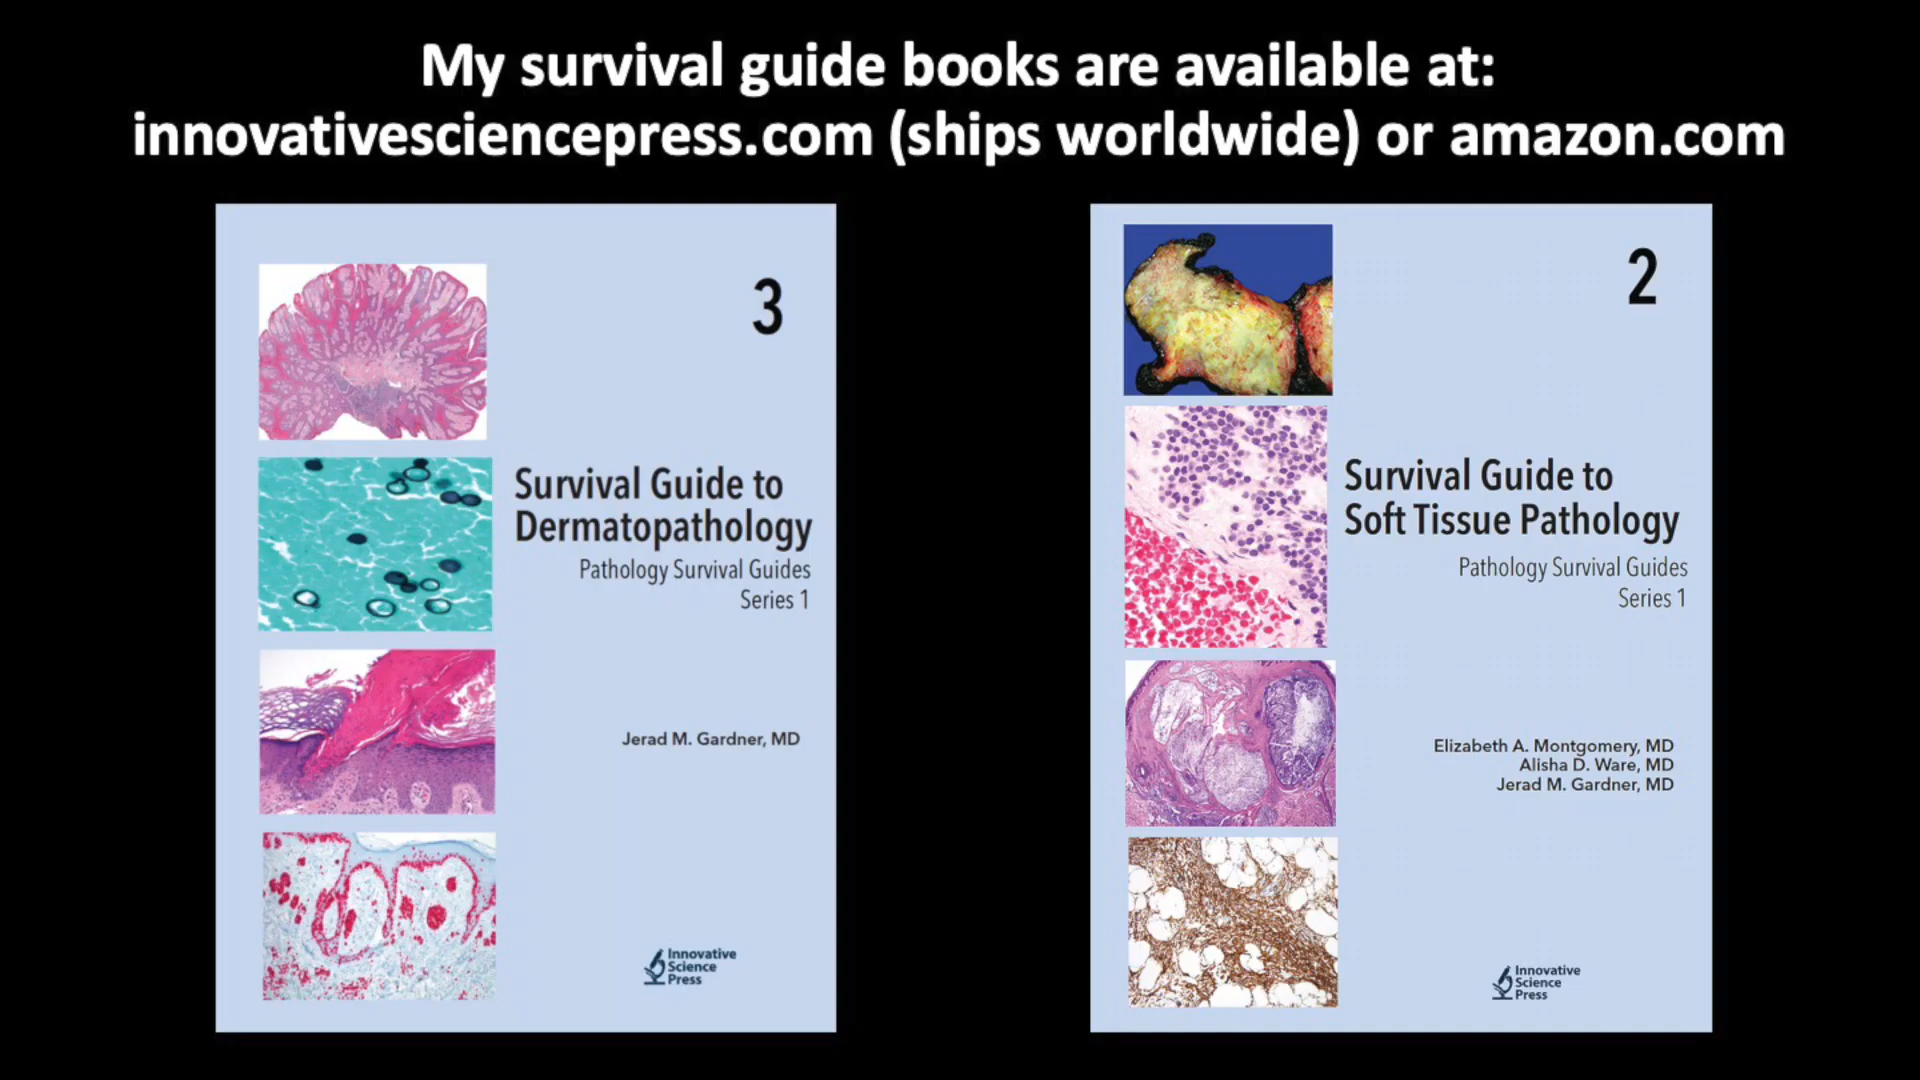 My survival guide books are available at:
innovativesciencepress.com (ships worldwide) or amazon.com
3
Survival Guide to
Dermatopathology
Pathology Survival Guides
Series 1
Jerad M. Gardner, MD
Innovative
Science
Press
2
Survival Guide to
Soft Tissue Pathology
Pathology Survival Guides
Series 1
Elizabeth A. Montgomery, MD
Alisha D. Ware, MD
Jerad M. Gardner, MD
Innovative
Science
Press